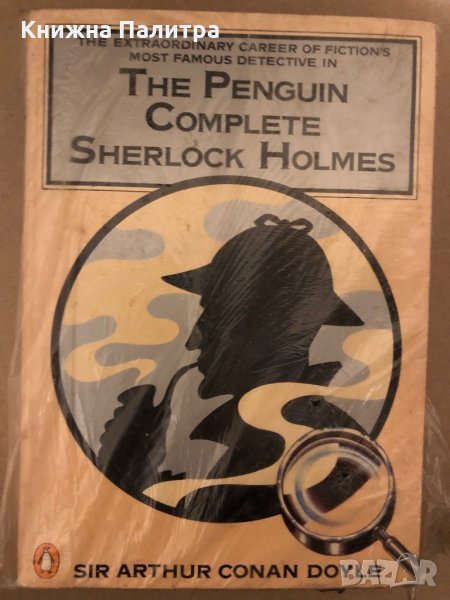 Книжна Палитра
THE EXTRAORDINARY CAREER OF FICTION'S
MOST FAMOUS DETECTIVE IN
THE PENGUIN
COMPLETE
SHERLOCK HOLMES
SIR ARTHUR CONAN DOYLE
BAZAR